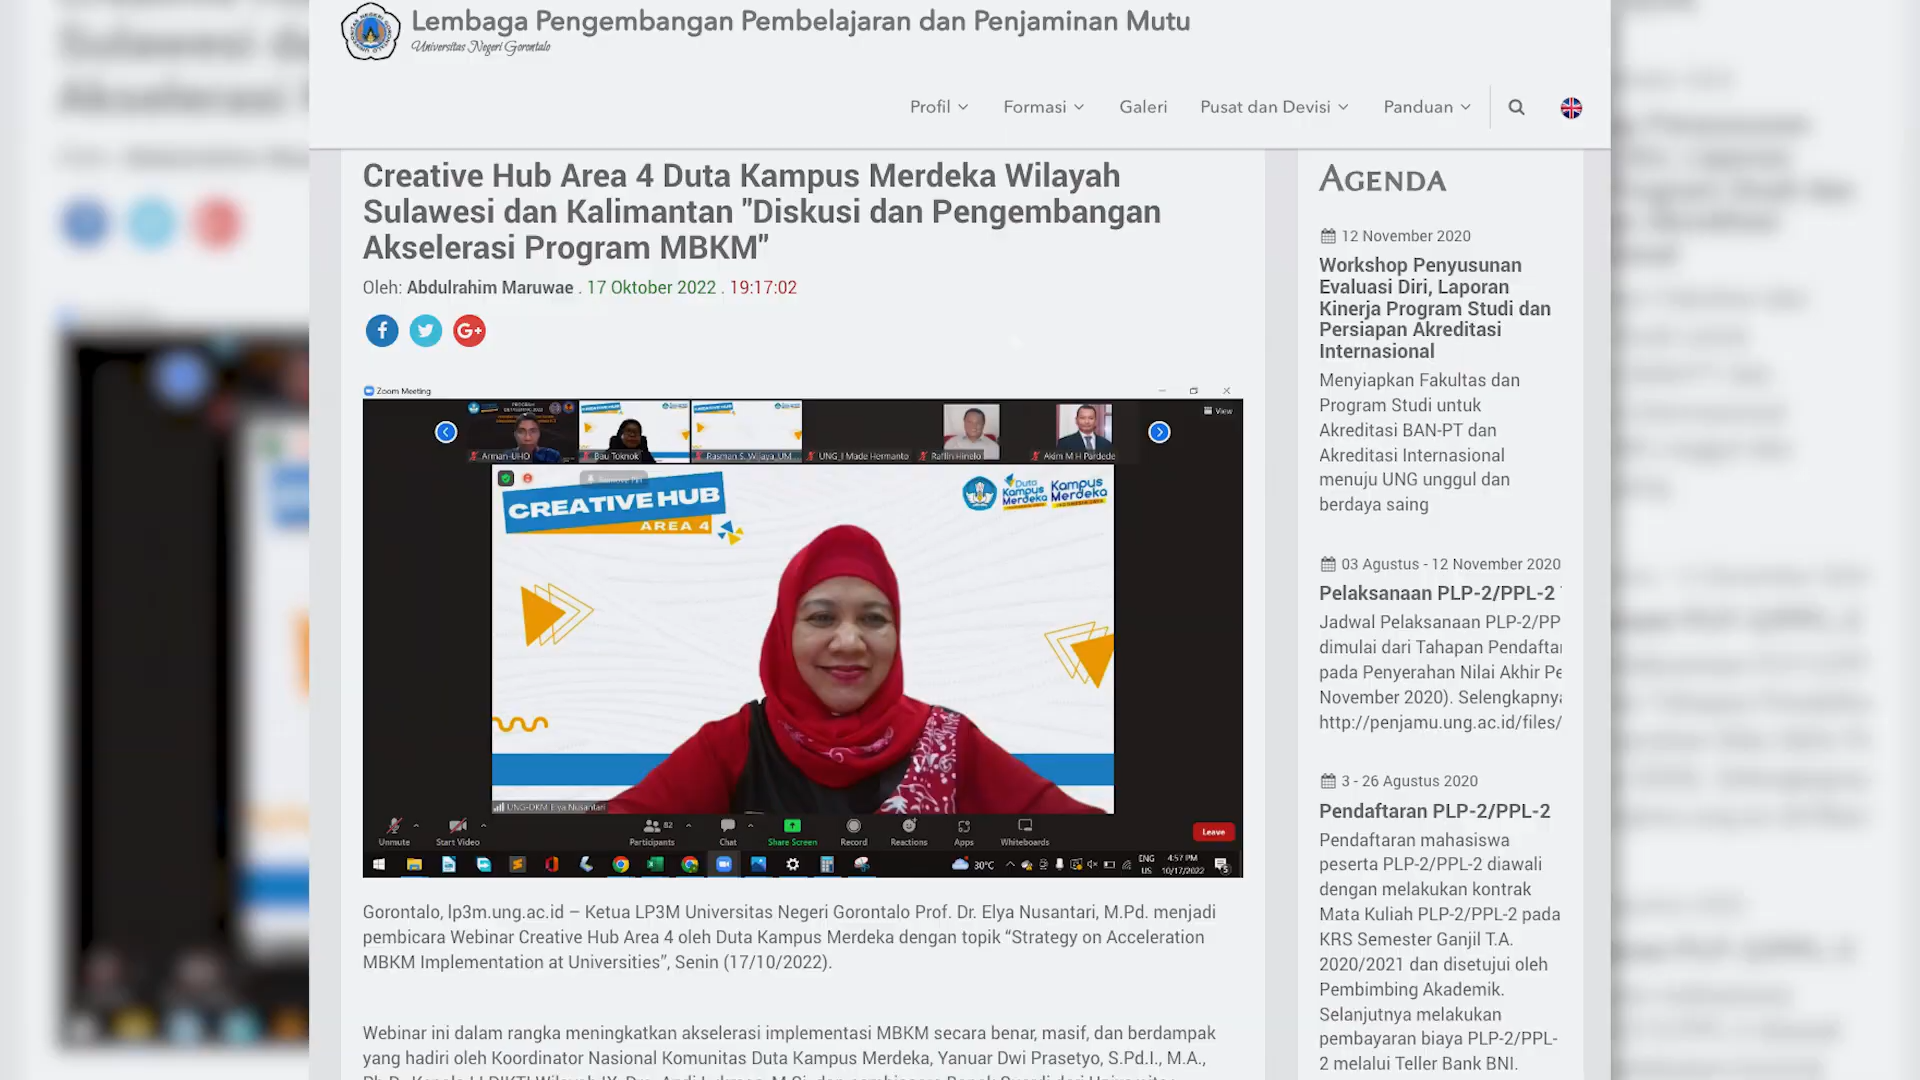 Lembaga Pengembangan Pembelajaran dan Penjaminan Mutu
Universitas Negeri Gorontalo
Profil
Formasi
Galeri
Pusat dan Devisi
Panduan
Creative Hub Area 4 Duta Kampus Merdeka Wilayah
Sulawesi dan Kalimantan "Diskusi dan Pengembangan
Akselerasi Program MBKM"
Oleh: Abdulrahim Maruwae . 17 Oktober 2022 . 19:17:02
Zoom Meeting
View
Arman-UHO
Bau Toknok
Rasman S. Wijaya_UM
UNG_I Made Hermanto
Raflin Hinelo
Akim M H Pardede
CREATIVE HUB
AREA 4
Duta Kampus Merdeka
Kampus Merdeka
UNG-DKM Elya Nusantari
Unmute
Start Video
82
Participants
Chat
Share Screen
Record
Reactions
Apps
Whiteboards
Leave
30°C
ENG
US
4:57 PM
10/17/2022
Gorontalo, lp3m.ung.ac.id – Ketua LP3M Universitas Negeri Gorontalo Prof. Dr. Elya Nusantari, M.Pd. menjadi
pembicara Webinar Creative Hub Area 4 oleh Duta Kampus Merdeka dengan topik “Strategy on Acceleration
MBKM Implementation at Universities”, Senin (17/10/2022).
Webinar ini dalam rangka meningkatkan akselerasi implementasi MBKM secara benar, masif, dan berdampak
yang hadiri oleh Koordinator Nasional Komunitas Duta Kampus Merdeka, Yanuar Dwi Prasetyo, S.Pd.I., M.A.,
AGENDA
12 November 2020
Workshop Penyusunan
Evaluasi Diri, Laporan
Kinerja Program Studi dan
Persiapan Akreditasi
Internasional
Menyiapkan Fakultas dan
Program Studi untuk
Akreditasi BAN-PT dan
Akreditasi Internasional
menuju UNG unggul dan
berdaya saing
03 Agustus - 12 November 2020
Pelaksanaan PLP-2/PPL-2
Jadwal Pelaksanaan PLP-2/PP
dimulai dari Tahapan Pendaftar
pada Penyerahan Nilai Akhir Pe
November 2020). Selengkapnya
http://penjamu.ung.ac.id/files/
3 - 26 Agustus 2020
Pendaftaran PLP-2/PPL-2
Pendaftaran mahasiswa
peserta PLP-2/PPL-2 diawali
dengan melakukan kontrak
Mata Kuliah PLP-2/PPL-2 pada
KRS Semester Ganjil T.A.
2020/2021 dan disetujui oleh
Pembimbing Akademik.
Selanjutnya melakukan
pembayaran biaya PLP-2/PPL-
2 melalui Teller Bank BNI.